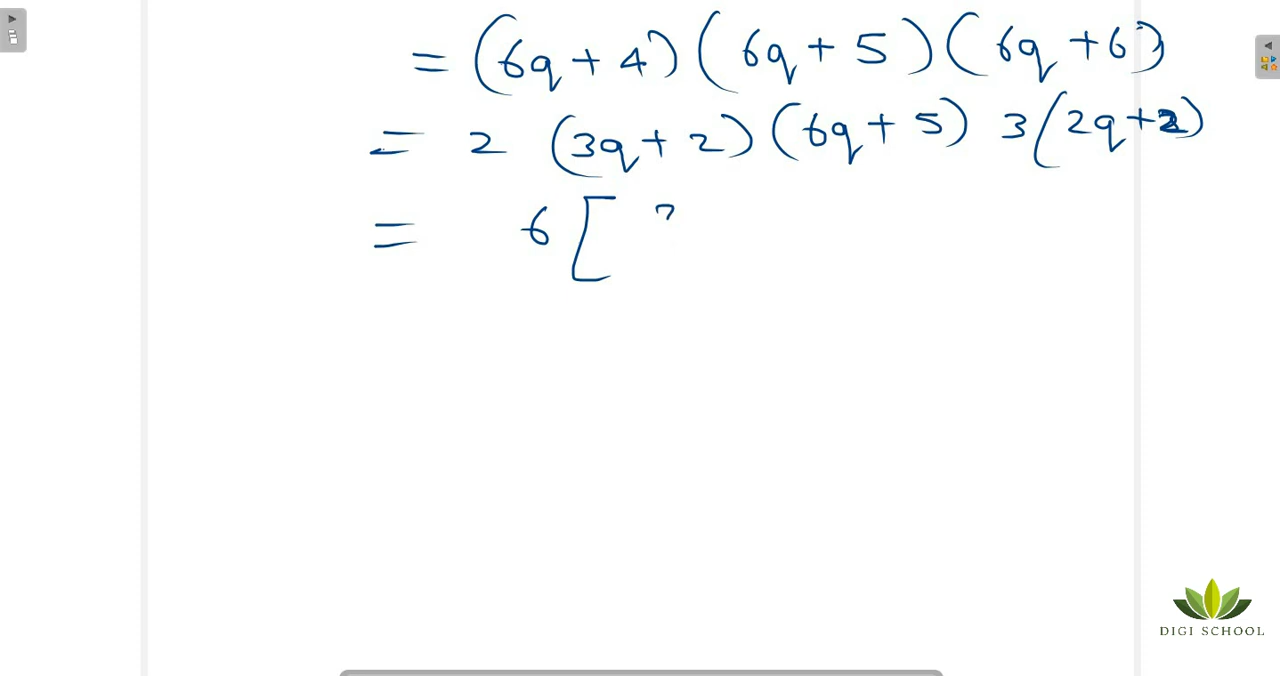 = (6q + 4) (6q + 5) (6q + 6)
= 2 (3q + 2) (6q + 5) 3 (2q + 2)
= 6 [
DIGI SCHOOL